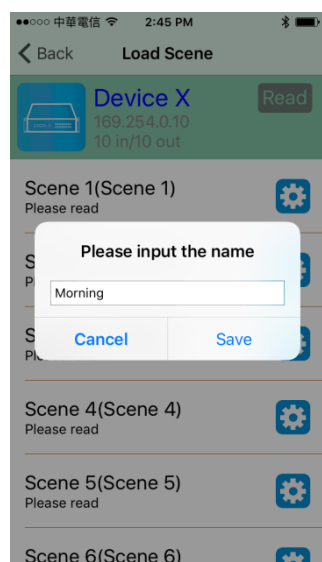 中華電信 2:45 PM
Back Load Scene
Device X
Read
169.254.0.10
10 in/10 out
Scene 1(Scene 1)
Please read
Please input the name
Morning
Cancel Save
Scene 4(Scene 4)
Please read
Scene 5(Scene 5)
Please read
Scene 6(Scene 6)